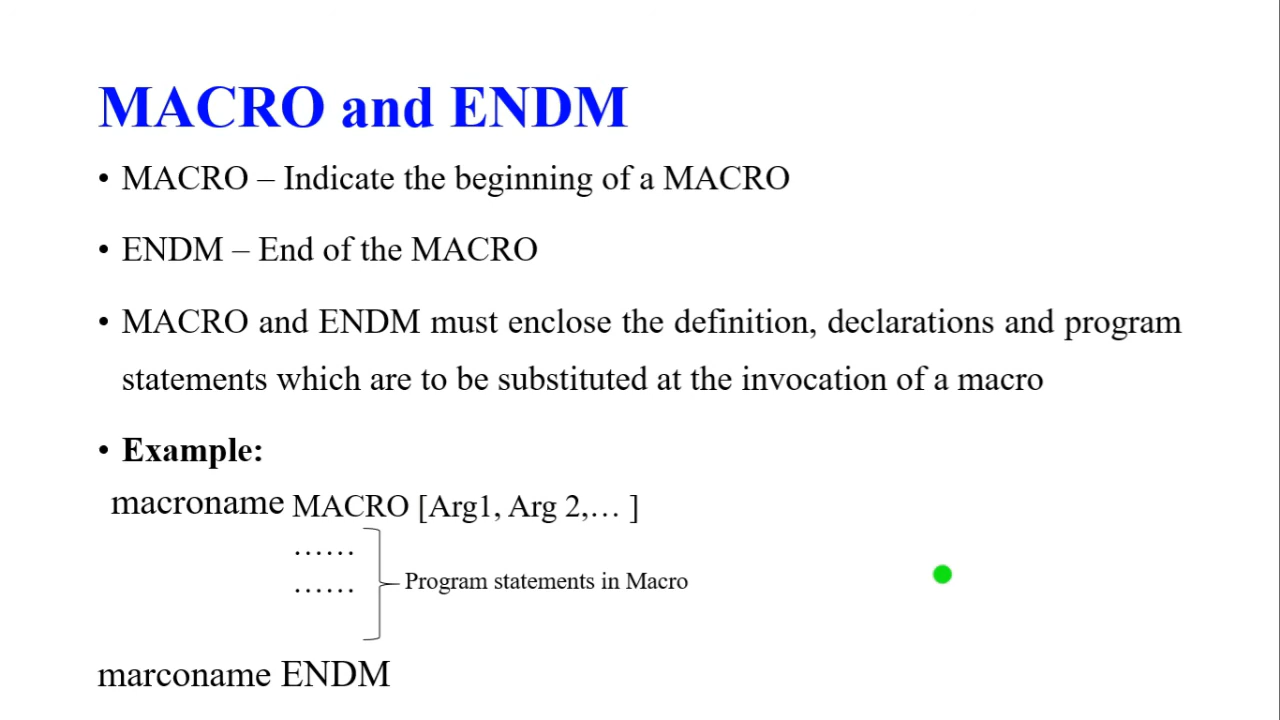 MACRO and ENDM
• MACRO – Indicate the beginning of a MACRO
• ENDM – End of the MACRO
• MACRO and ENDM must enclose the definition, declarations and program
statements which are to be substituted at the invocation of a macro
• Example:
macroname MACRO [Arg1, Arg 2,… ]
……
…… Program statements in Macro
marconame ENDM